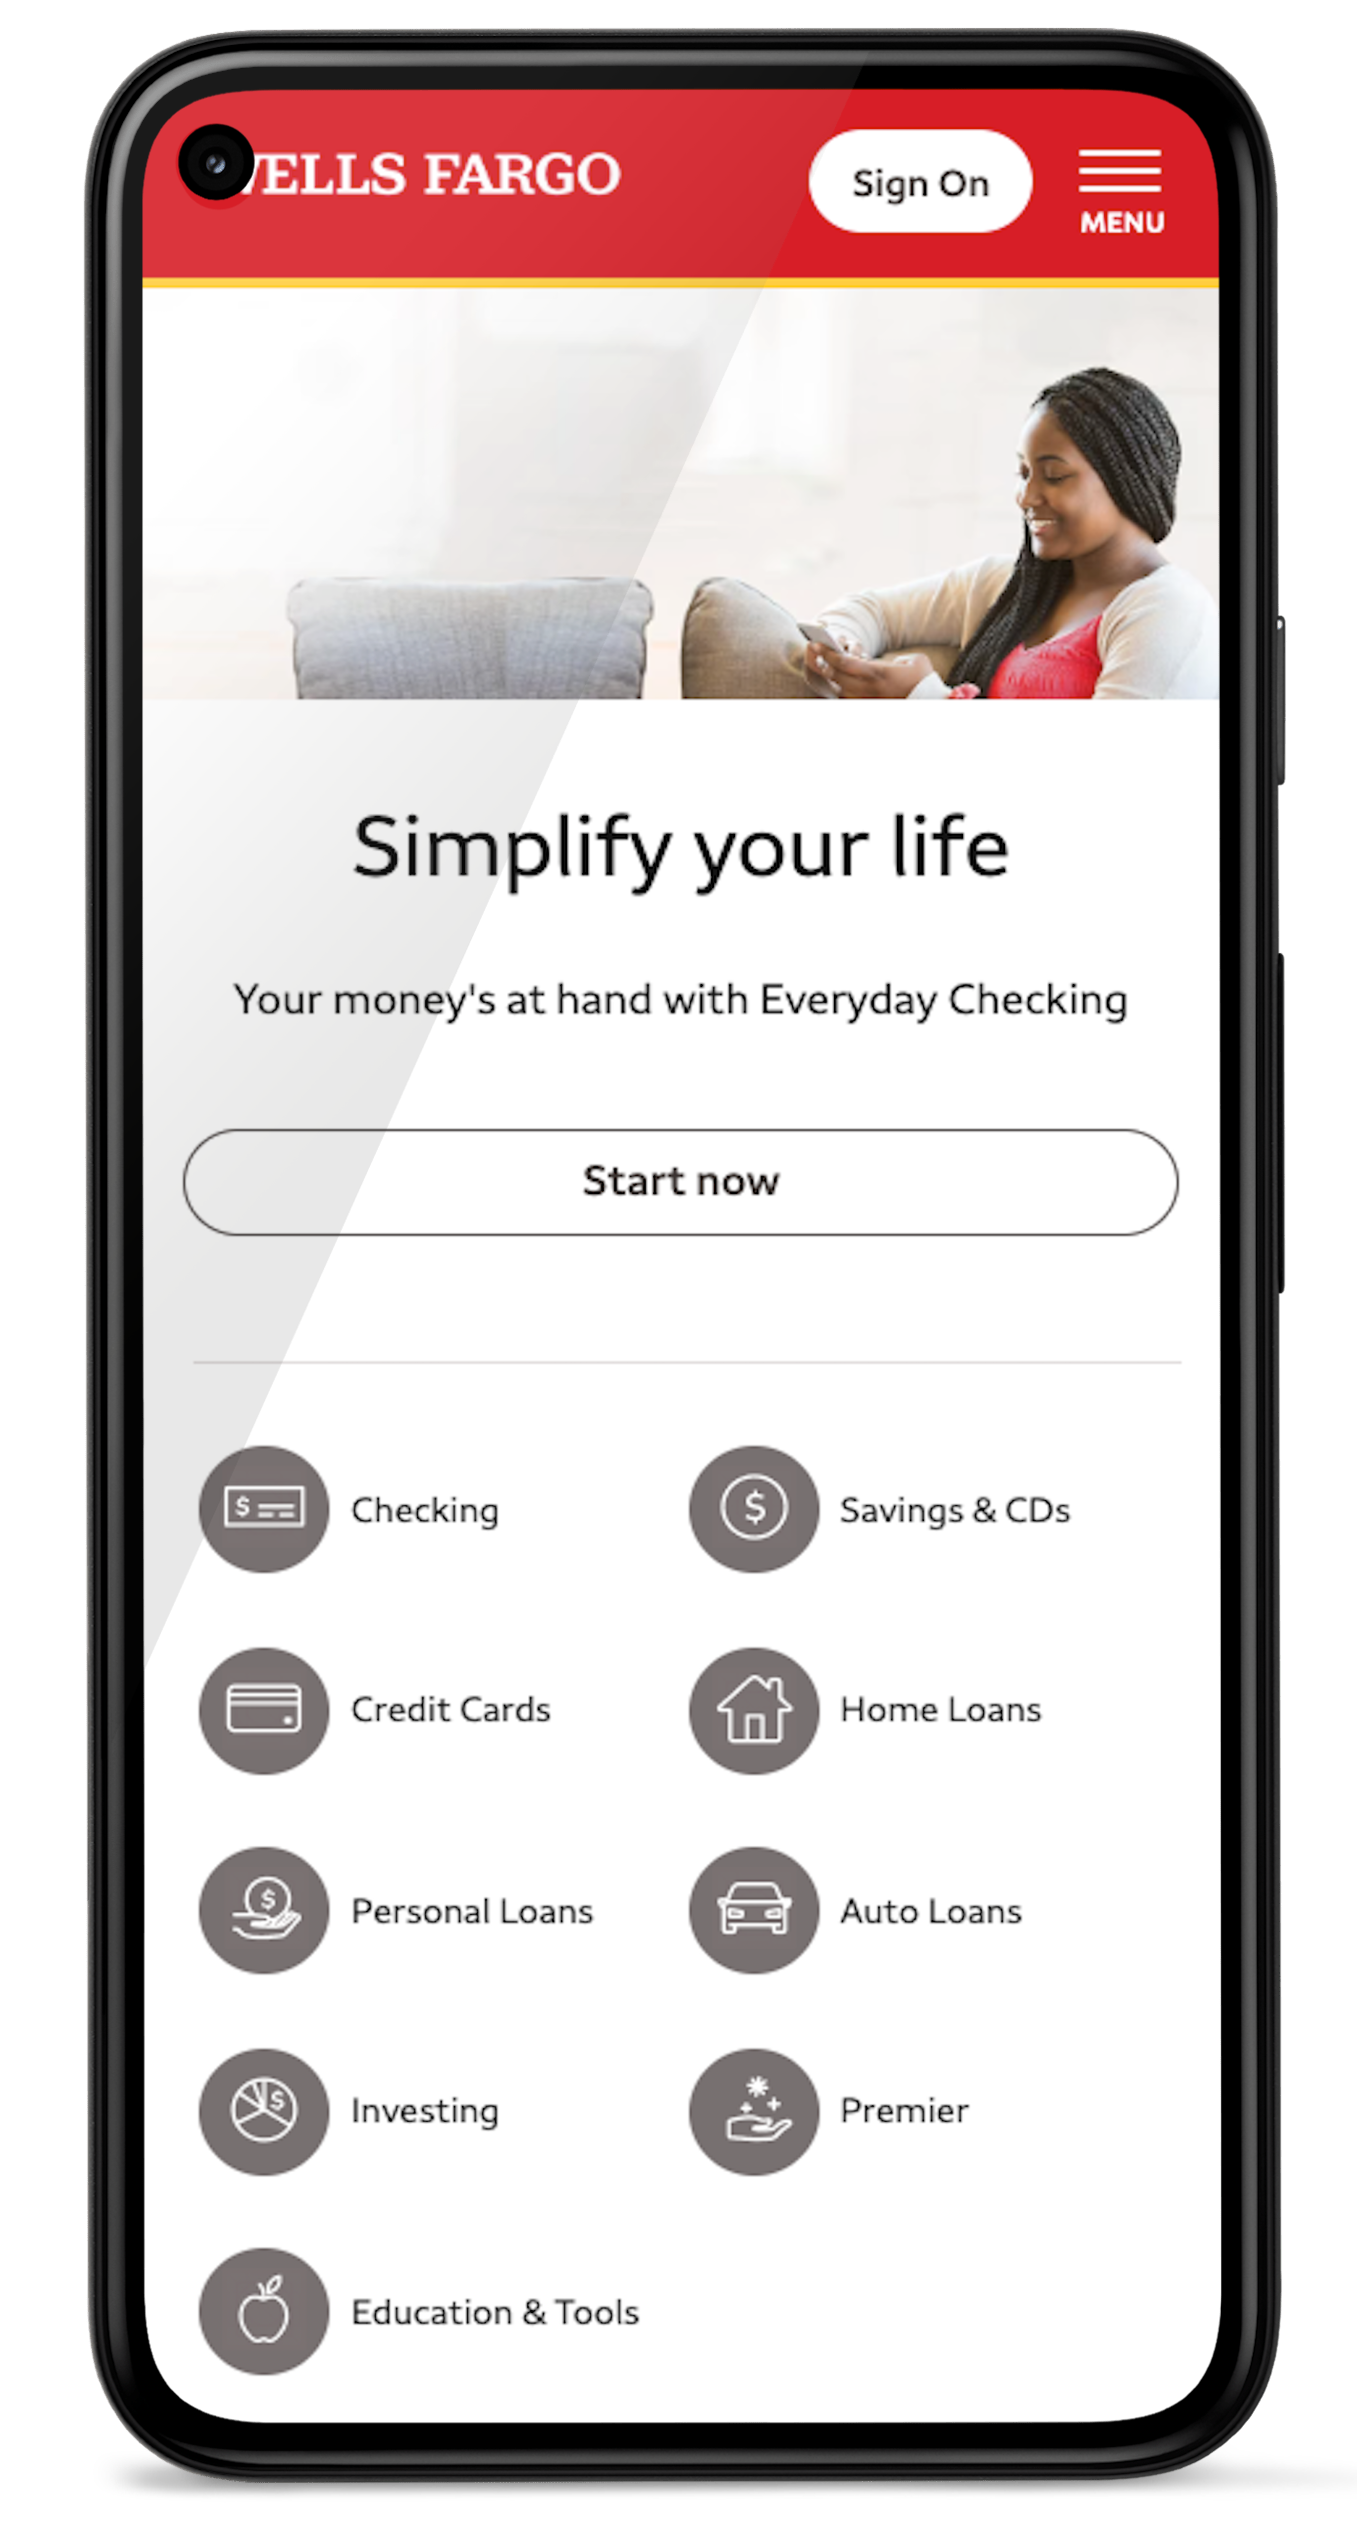 WELLS FARGO
Sign On
MENU
Simplify your life
Your money's at hand with Everyday Checking
Start now
Checking
Savings & CDs
Credit Cards
Home Loans
Personal Loans
Auto Loans
Investing
Premier
Education & Tools